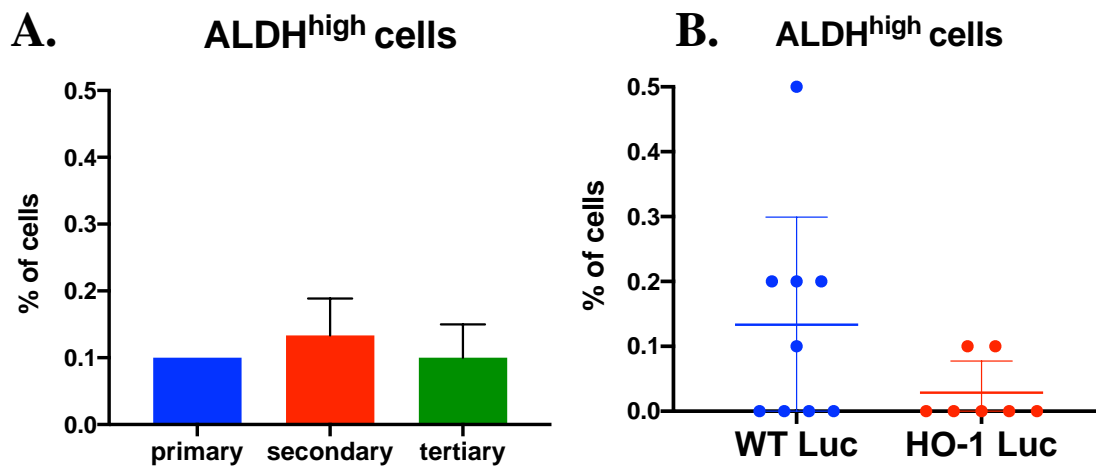 A.
ALDHhigh cells
0.5
0.4
0.3
0.2
0.1
0.0
% of cells
primary
secondary
tertiary
B.
ALDHhigh cells
0.5
0.4
0.3
0.2
0.1
0.0
% of cells
WT Luc
HO-1 Luc